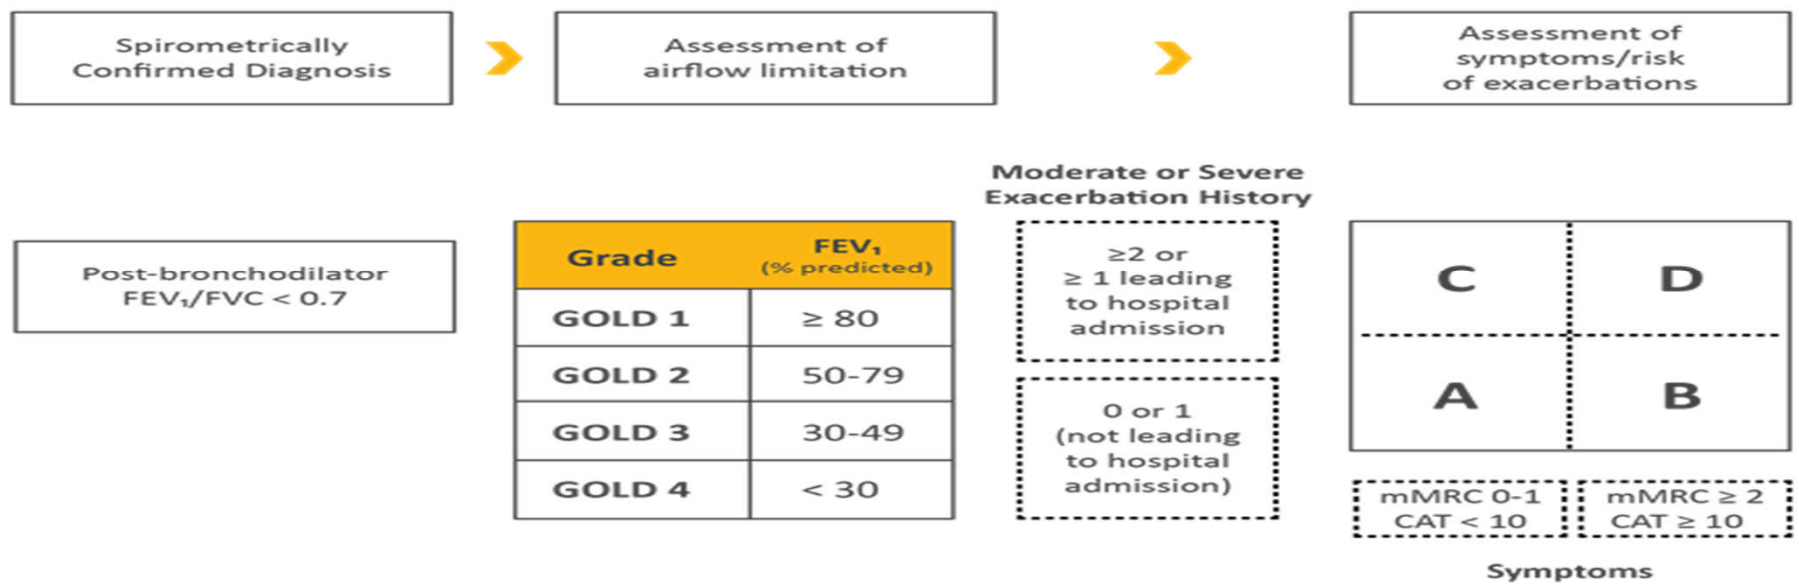 Spirometrically
Confirmed Diagnosis
Assessment of
airflow limitation
Assessment of
symptoms/risk
of exacerbations
Post-bronchodilator
FEV₁/FVC < 0.7
Grade
FEV₁
(% predicted)
GOLD 1
≥ 80
GOLD 2
50-79
GOLD 3
30-49
GOLD 4
< 30
Moderate or Severe
Exacerbation History
≥2 or
≥ 1 leading
to hospital
admission
0 or 1
(not leading
to hospital
admission)
C
D
A
B
mMRC 0-1
CAT < 10
mMRC ≥ 2
CAT ≥ 10
Symptoms